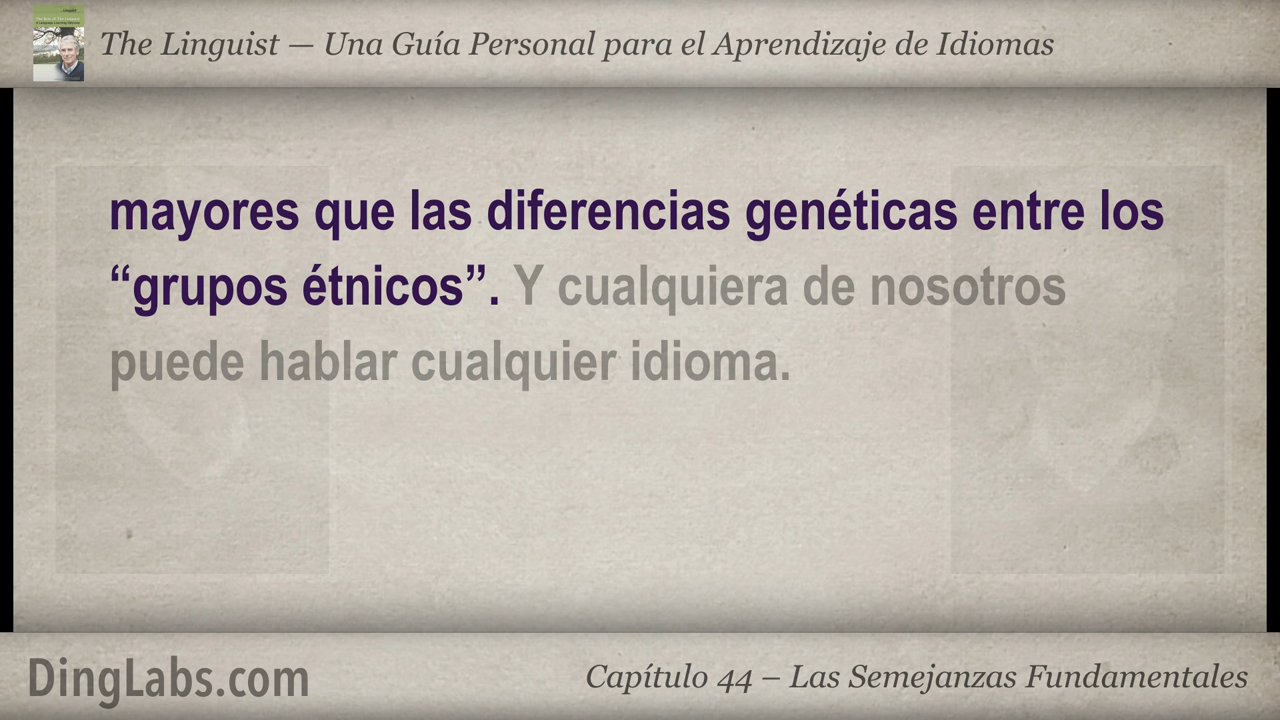 The Linguist — Una Guía Personal para el Aprendizaje de Idiomas
mayores que las diferencias genéticas entre los
“grupos étnicos”. Y cualquiera de nosotros
puede hablar cualquier idioma.
DingLabs.com
Capítulo 44 – Las Semejanzas Fundamentales